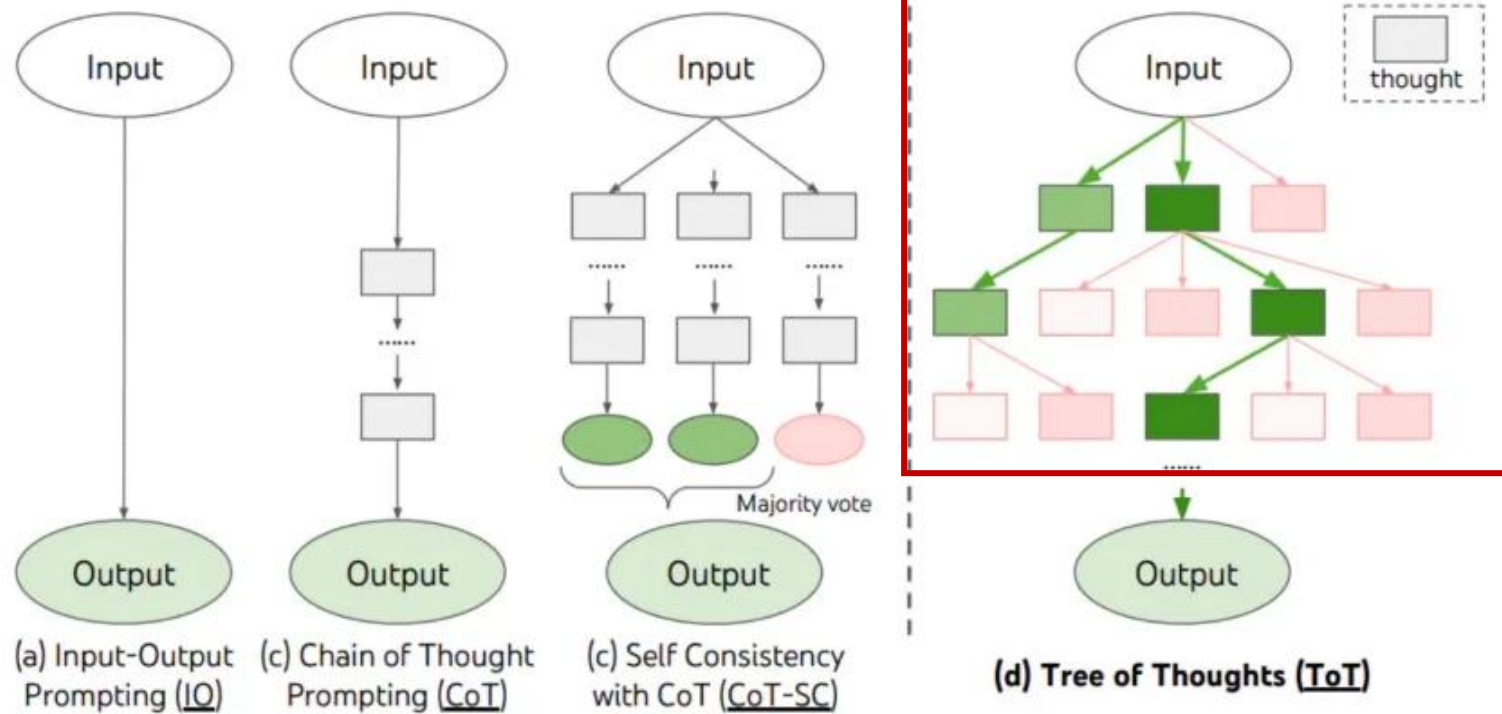 Input
Input
Input
Input
thought
......
......
......
......
......
Majority vote
Output
Output
Output
Output
(a) Input-Output
Prompting (IO)
(c) Chain of Thought
Prompting (CoT)
(c) Self Consistency
with CoT (CoT-SC)
(d) Tree of Thoughts (ToT)